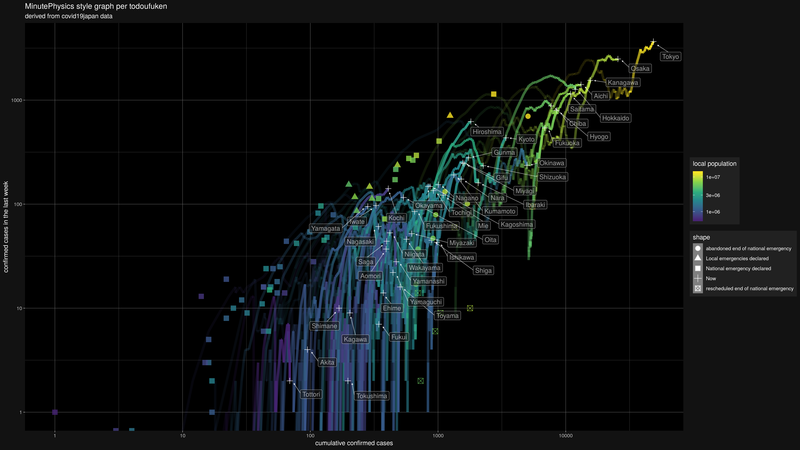 MinutePhysics style graph per todoufuken
derived from covid19japan data
confirmed cases in the last week
1000
100
10
1
Tokyo
Osaka
Kanagawa
Aichi
Saitama
Hokkaido
Chiba
Hyogo
Fukuoka
Hiroshima
Kyoto
Gunma
Okinawa
Shizuoka
Gifu
Miyagi
Nagano
Nara
Ibaraki
Okayama
Tochigi
Kumamoto
Iwate
Kochi
Yamagata
Fukushima
Mie
Kagoshima
Nagasaki
Miyazaki
Oita
Saga
Niigata
Ishikawa
Aomori
Wakayama
Shiga
Yamanashi
Ehime
Yamaguchi
Toyama
Shimane
Kagawa
Fukui
Akita
Tottori
Tokushima
1
10
100
1000
10000
cumulative confirmed cases
local population
1e+07
3e+06
1e+06
shape
abandoned end of national emergency
Local emergencies declared
National emergency declared
Now
rescheduled end of national emergency